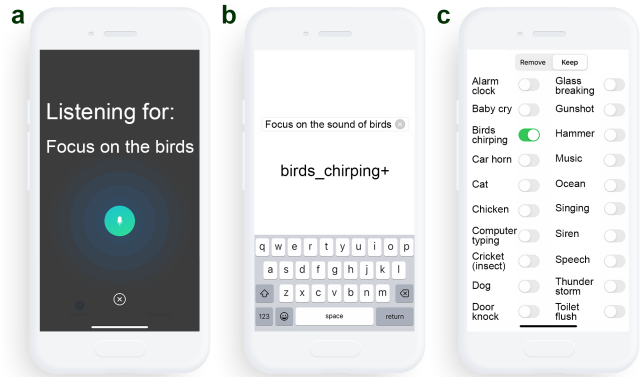 a
Listening for:
Focus on the birds
b
Focus on the sound of birds
birds_chirping+
q w e r t y u i o p
a s d f g h j k l
z x c v b n m
123 space return
c
Remove Keep
Alarm
clock
Glass
breaking
Baby cry
Gunshot
Birds
chirping
Hammer
Car horn
Music
Cat
Ocean
Chicken
Singing
Computer
typing
Siren
Cricket
(insect)
Speech
Dog
Thunder
storm
Door
knock
Toilet
flush